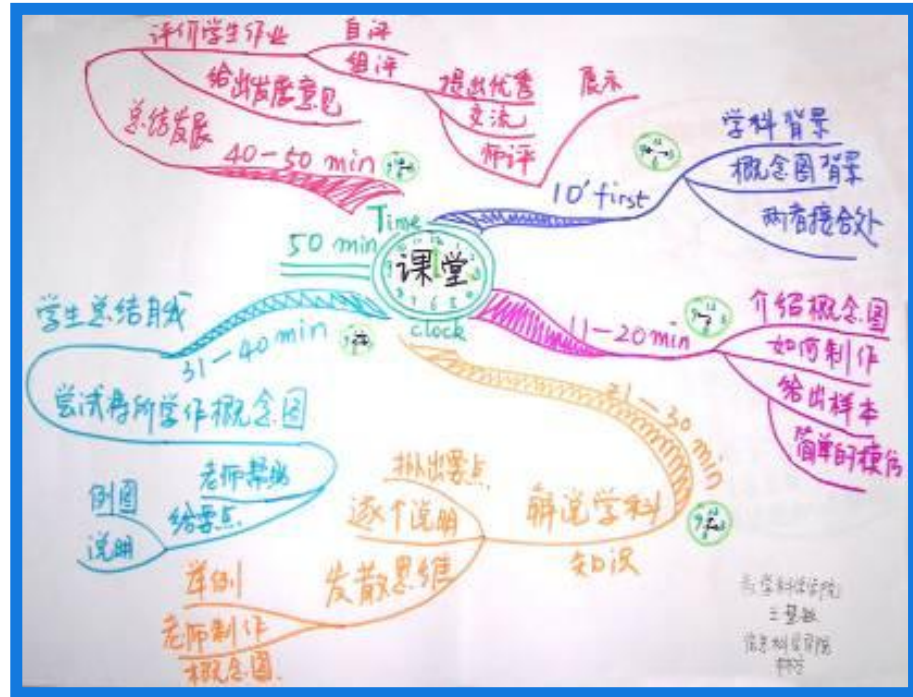 课堂
Time
clock
50 min
10' first
学科背景
概念图背景
两者接合处
11-20 min
介绍概念图
如何制作
给出样本
简单的模仿
21-30 min
解说学科
知识
拟出要点
逐个说明
发散思维
举例
老师制作
概念图
31-40 min
学生总结自我
尝试将所学作概念图
老师帮助
给要点
例图
说明
40-50 min
总结发展
给出发展意见
评价学生作业
自评
组评
提出优秀
交流
师评
展示